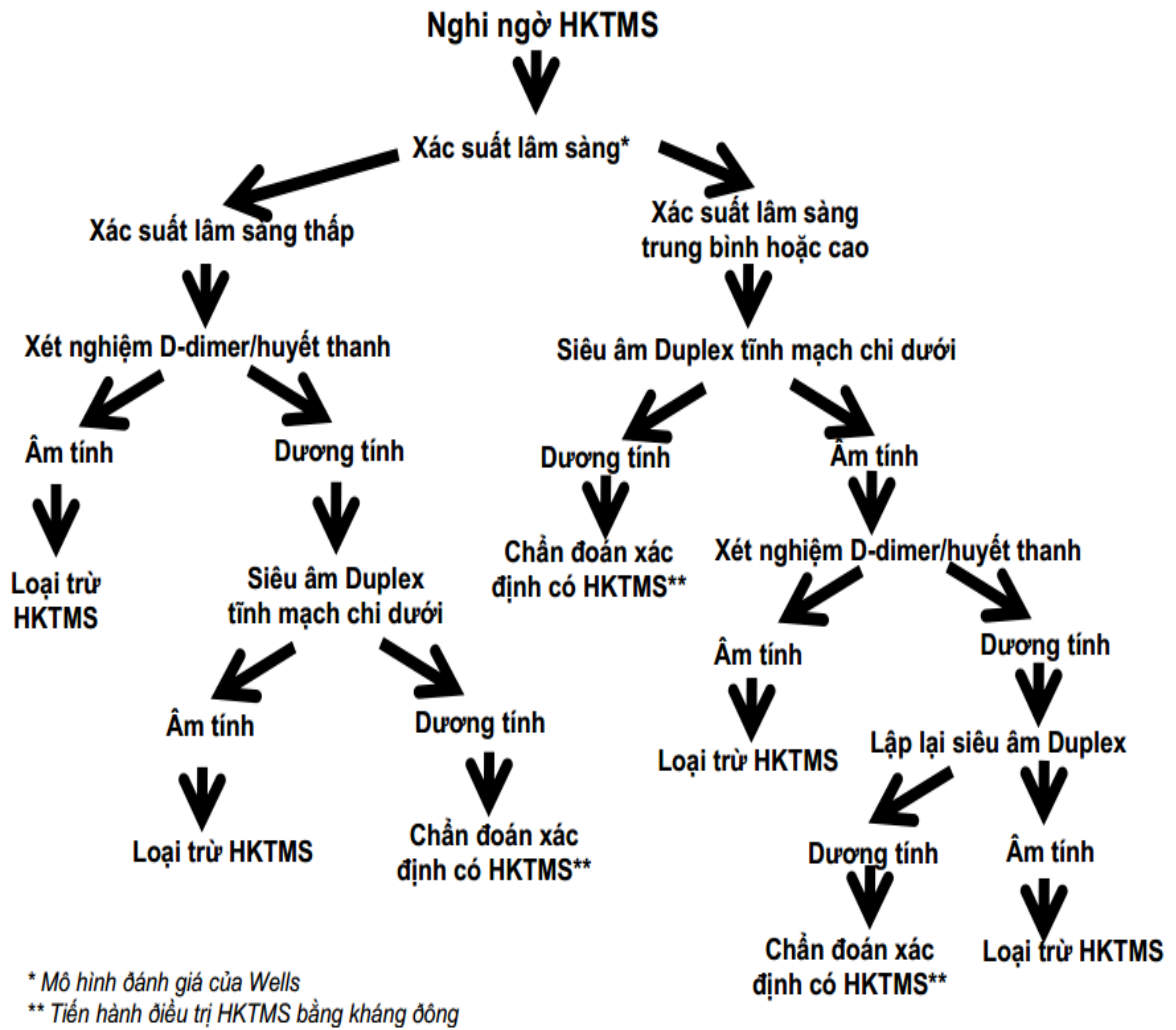 Nghi ngờ HKTMS
Xác suất lâm sàng*
Xác suất lâm sàng thấp
Xác suất lâm sàng
trung bình hoặc cao
Xét nghiệm D-dimer/huyết thanh
Siêu âm Duplex tĩnh mạch chi dưới
Âm tính
Dương tính
Dương tính
Âm tính
Loại trừ
HKTMS
Siêu âm Duplex
tĩnh mạch chi dưới
Chẩn đoán xác
định có HKTMS**
Xét nghiệm D-dimer/huyết thanh
Âm tính
Dương tính
Âm tính
Dương tính
Loại trừ HKTMS
Chẩn đoán xác
định có HKTMS**
Loại trừ HKTMS
Lập lại siêu âm Duplex
Dương tính
Âm tính
Chẩn đoán xác
định có HKTMS**
Loại trừ HKTMS
* Mô hình đánh giá của Wells
** Tiến hành điều trị HKTMS bằng kháng đông